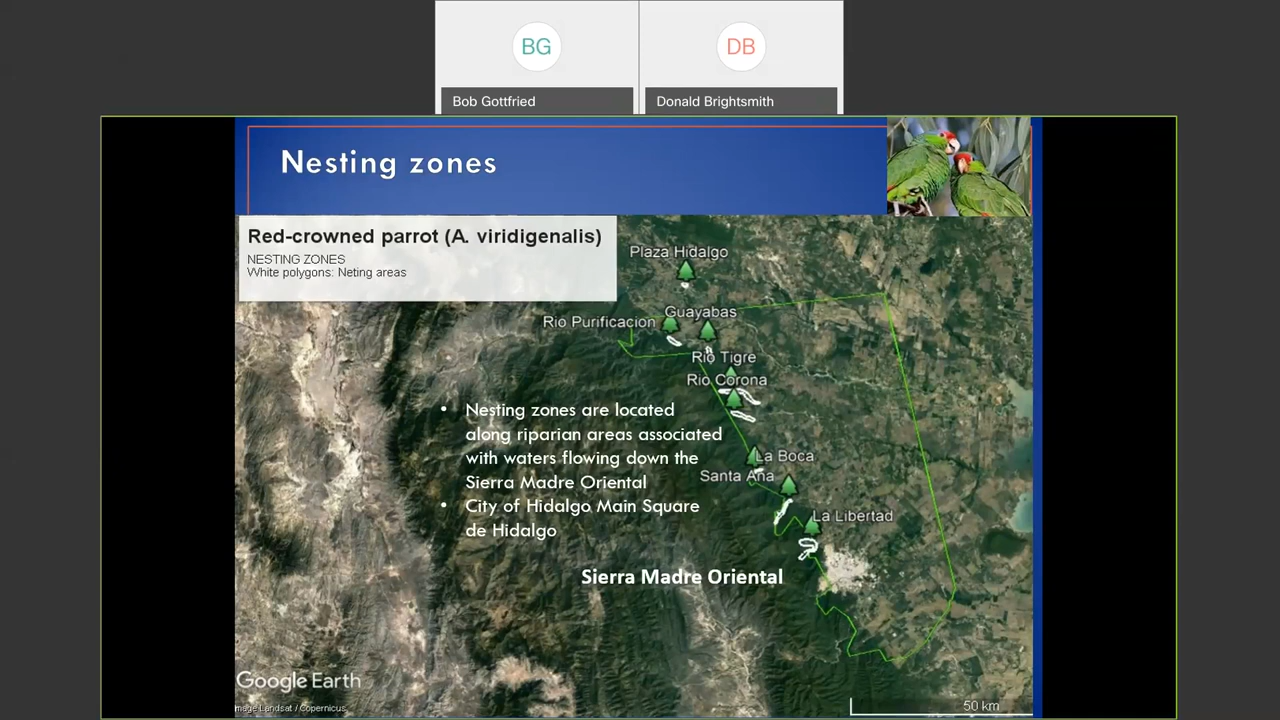 BG
DB
Bob Gottfried
Donald Brightsmith
Nesting zones
Red-crowned parrot (A. viridigenalis)
NESTING ZONES
White polygons: Neting areas
Plaza Hidalgo
Guayabas
Rio Purificacion
Rio Tigre
Rio Corona
• Nesting zones are located
along riparian areas associated
with waters flowing down the
Sierra Madre Oriental
• City of Hidalgo Main Square
de Hidalgo
La Boca
Santa Ana
La Libertad
Sierra Madre Oriental
Google Earth
mage Landsat / Copernicus
50 km